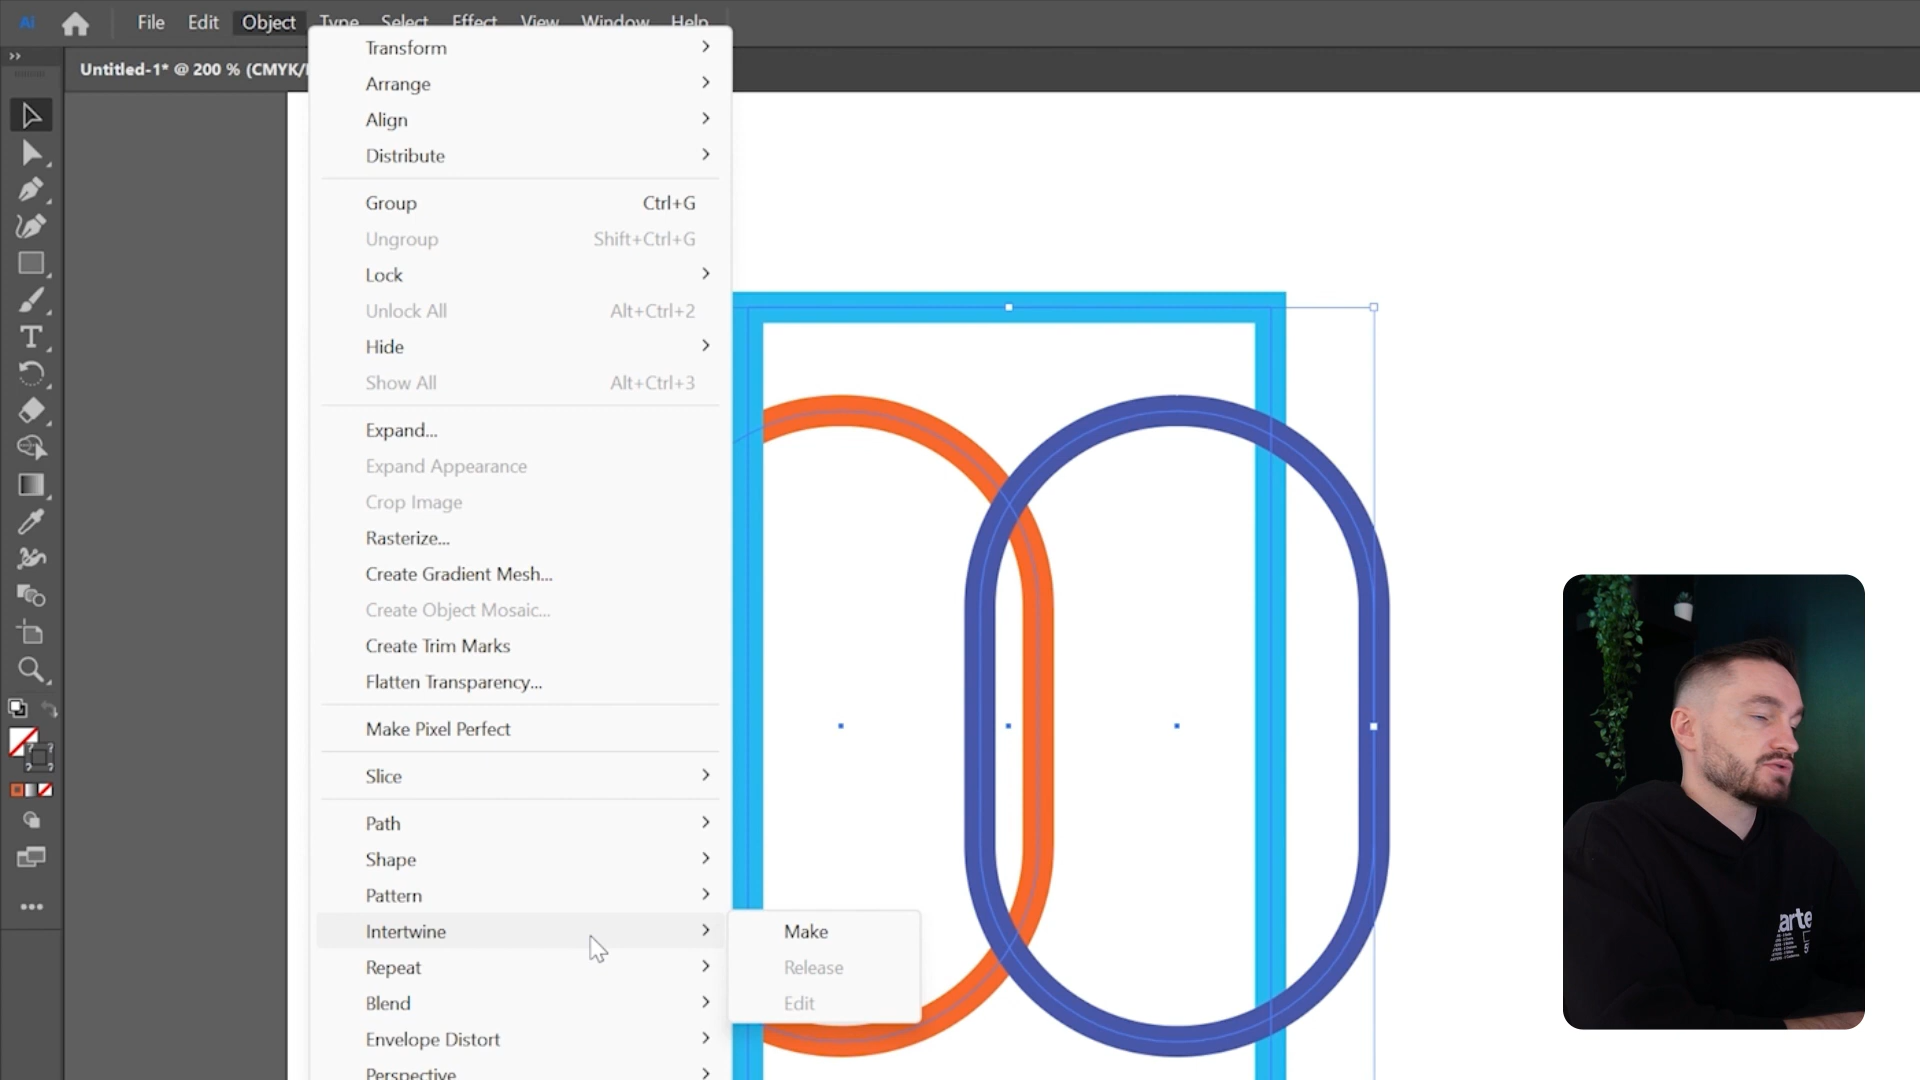 Ai File Edit Object Type Select Effect View Window Help
Untitled-1* @ 200 % (CMYK/
Transform
Arrange
Align
Distribute
Group Ctrl+G
Ungroup Shift+Ctrl+G
Lock
Unlock All Alt+Ctrl+2
Hide
Show All Alt+Ctrl+3
Expand...
Expand Appearance
Crop Image
Rasterize...
Create Gradient Mesh...
Create Object Mosaic...
Create Trim Marks
Flatten Transparency...
Make Pixel Perfect
Slice
Path
Shape
Pattern
Intertwine
Repeat
Blend
Envelope Distort
Perspective
Make
Release
Edit
arte